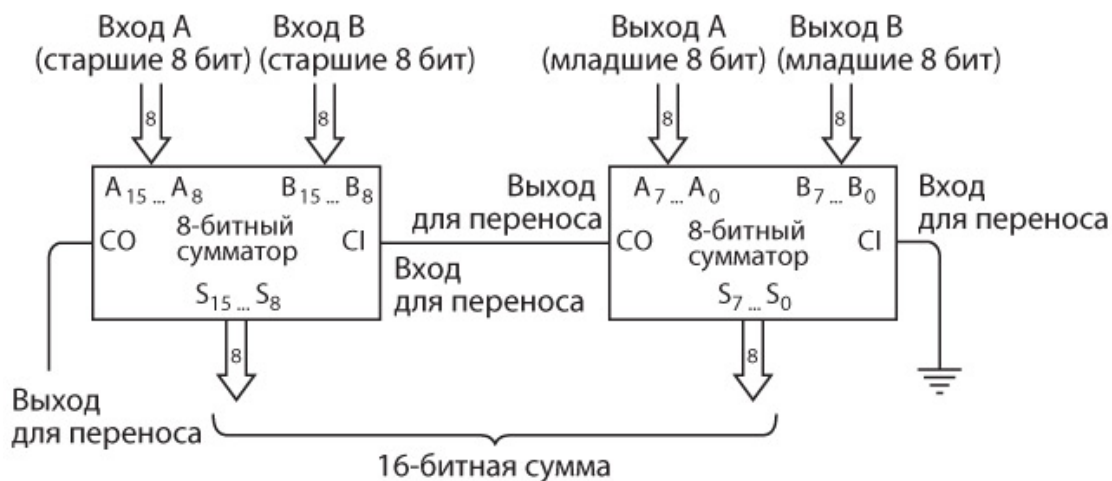 Вход A
(старшие 8 бит)
Вход B
(старшие 8 бит)
Выход A
(младшие 8 бит)
Выход B
(младшие 8 бит)
8
8
8
8
A15 ... A8
B15 ... B8
8-битный
сумматор
CO
CI
S15 ... S8
Выход
для переноса
Вход
для переноса
A7 ... A0
B7 ... B0
8-битный
сумматор
CO
CI
S7 ... S0
Вход
для переноса
8
8
Выход
для переноса
16-битная сумма